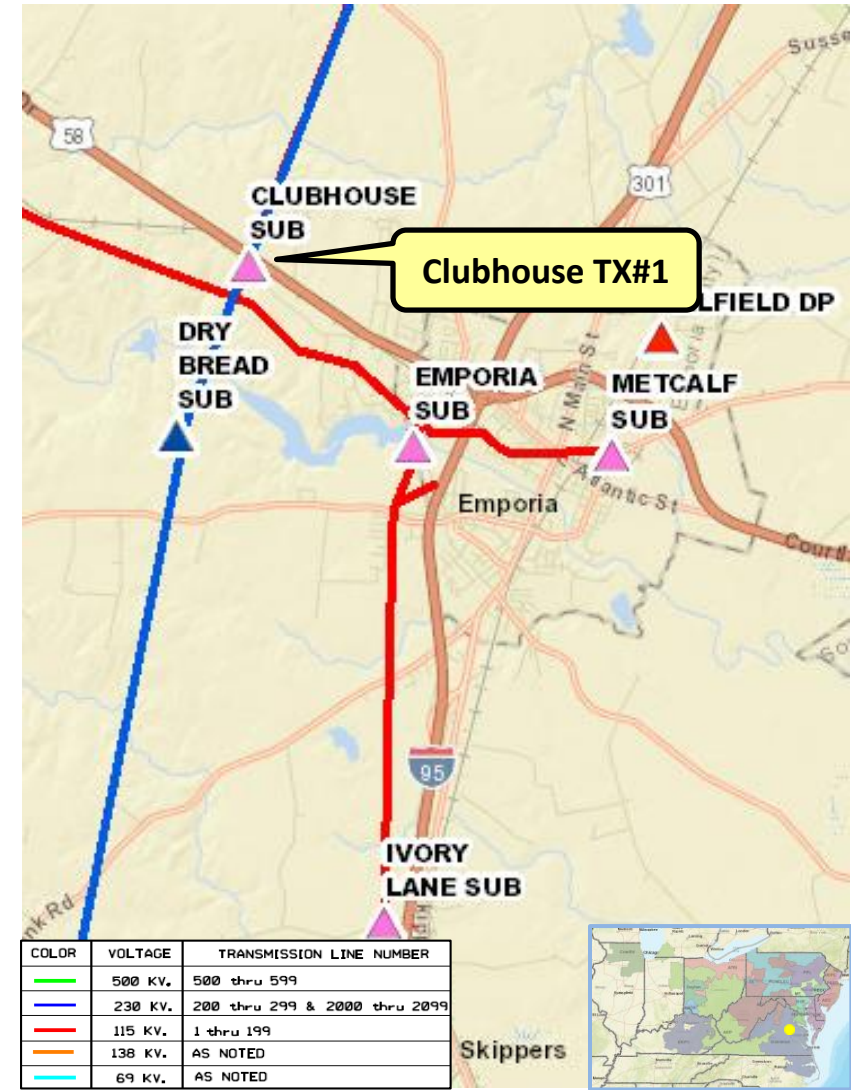 Susse
58
301
CLUBHOUSE
SUB
Clubhouse TX#1
LFIELD DP
DRY
BREAD
SUB
EMPORIA
SUB
METCALF
SUB
N Main St
Emporia
Atlantic St
Courtla
95
IVORY
LANE SUB
nk Rd
Skippers
COLOR VOLTAGE TRANSMISSION LINE NUMBER
500 KV. 500 thru 599
230 KV. 200 thru 299 & 2000 thru 2099
115 KV. 1 thru 199
138 KV. AS NOTED
69 KV. AS NOTED